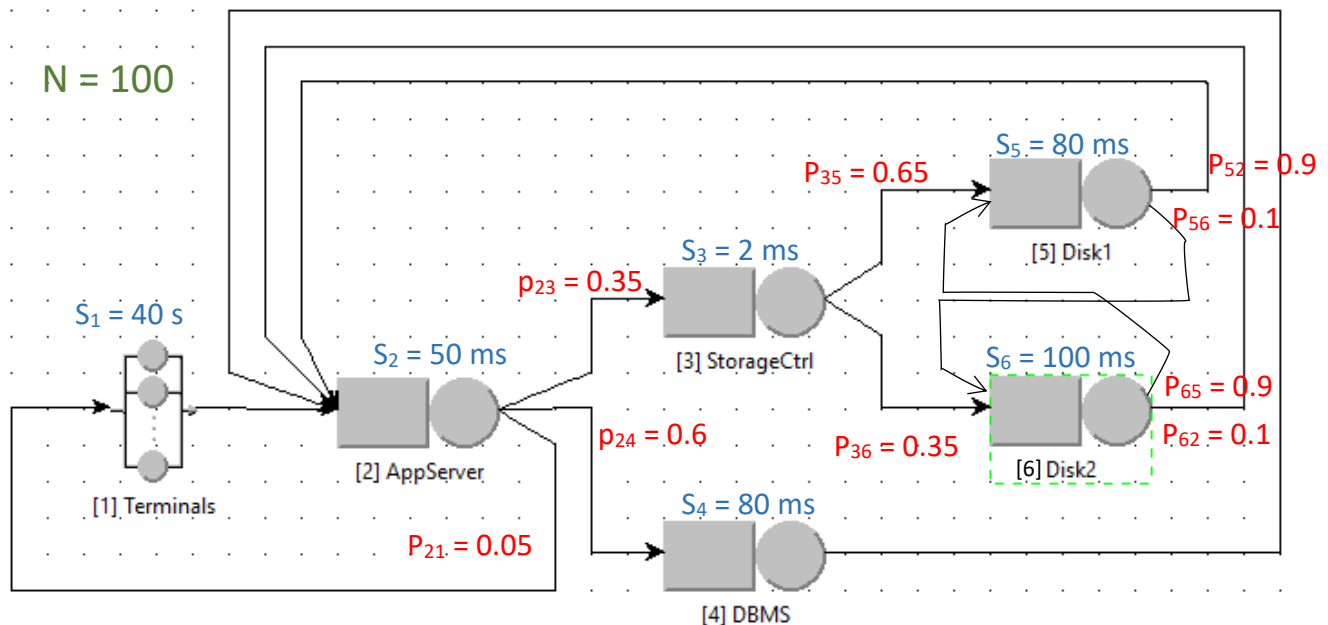 N = 100
S₅ = 80 ms
P₃₅ = 0.65
P₅₂ = 0.9
P₅₆ = 0.1
[5] Disk1
S₃ = 2 ms
p₂₃ = 0.35
S₁ = 40 s
S₂ = 50 ms
[3] StorageCtrl
S₆ = 100 ms
P₆₅ = 0.9
p₂₄ = 0.6
P₃₆ = 0.35
P₆₂ = 0.1
[2] AppServer
[6] Disk2
[1] Terminals
S₄ = 80 ms
P₂₁ = 0.05
[4] DBMS